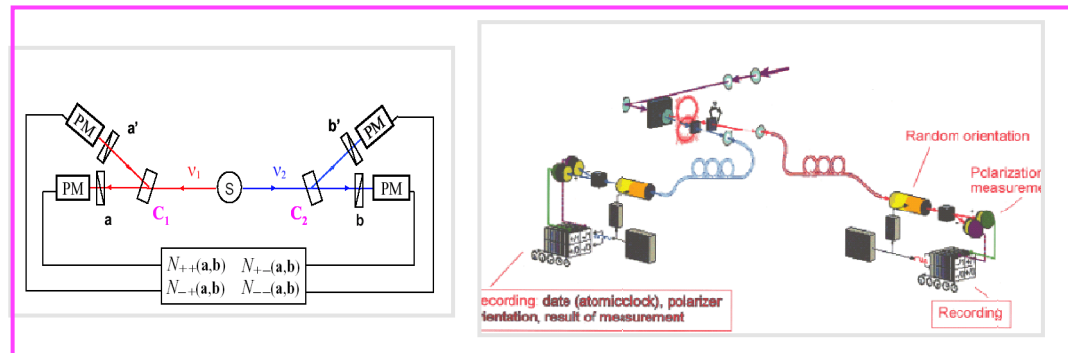 PM
a'
b'
PM
ν₁
ν₂
PM
S
PM
a
C₁
C₂
b
N₊₊(a,b) N₊₋(a,b)
N₋₊(a,b) N₋₋(a,b)
Random orientation
Polarization
measureme
ecording: date (atomicclock), polarizer
rientation, result of measurement
Recording